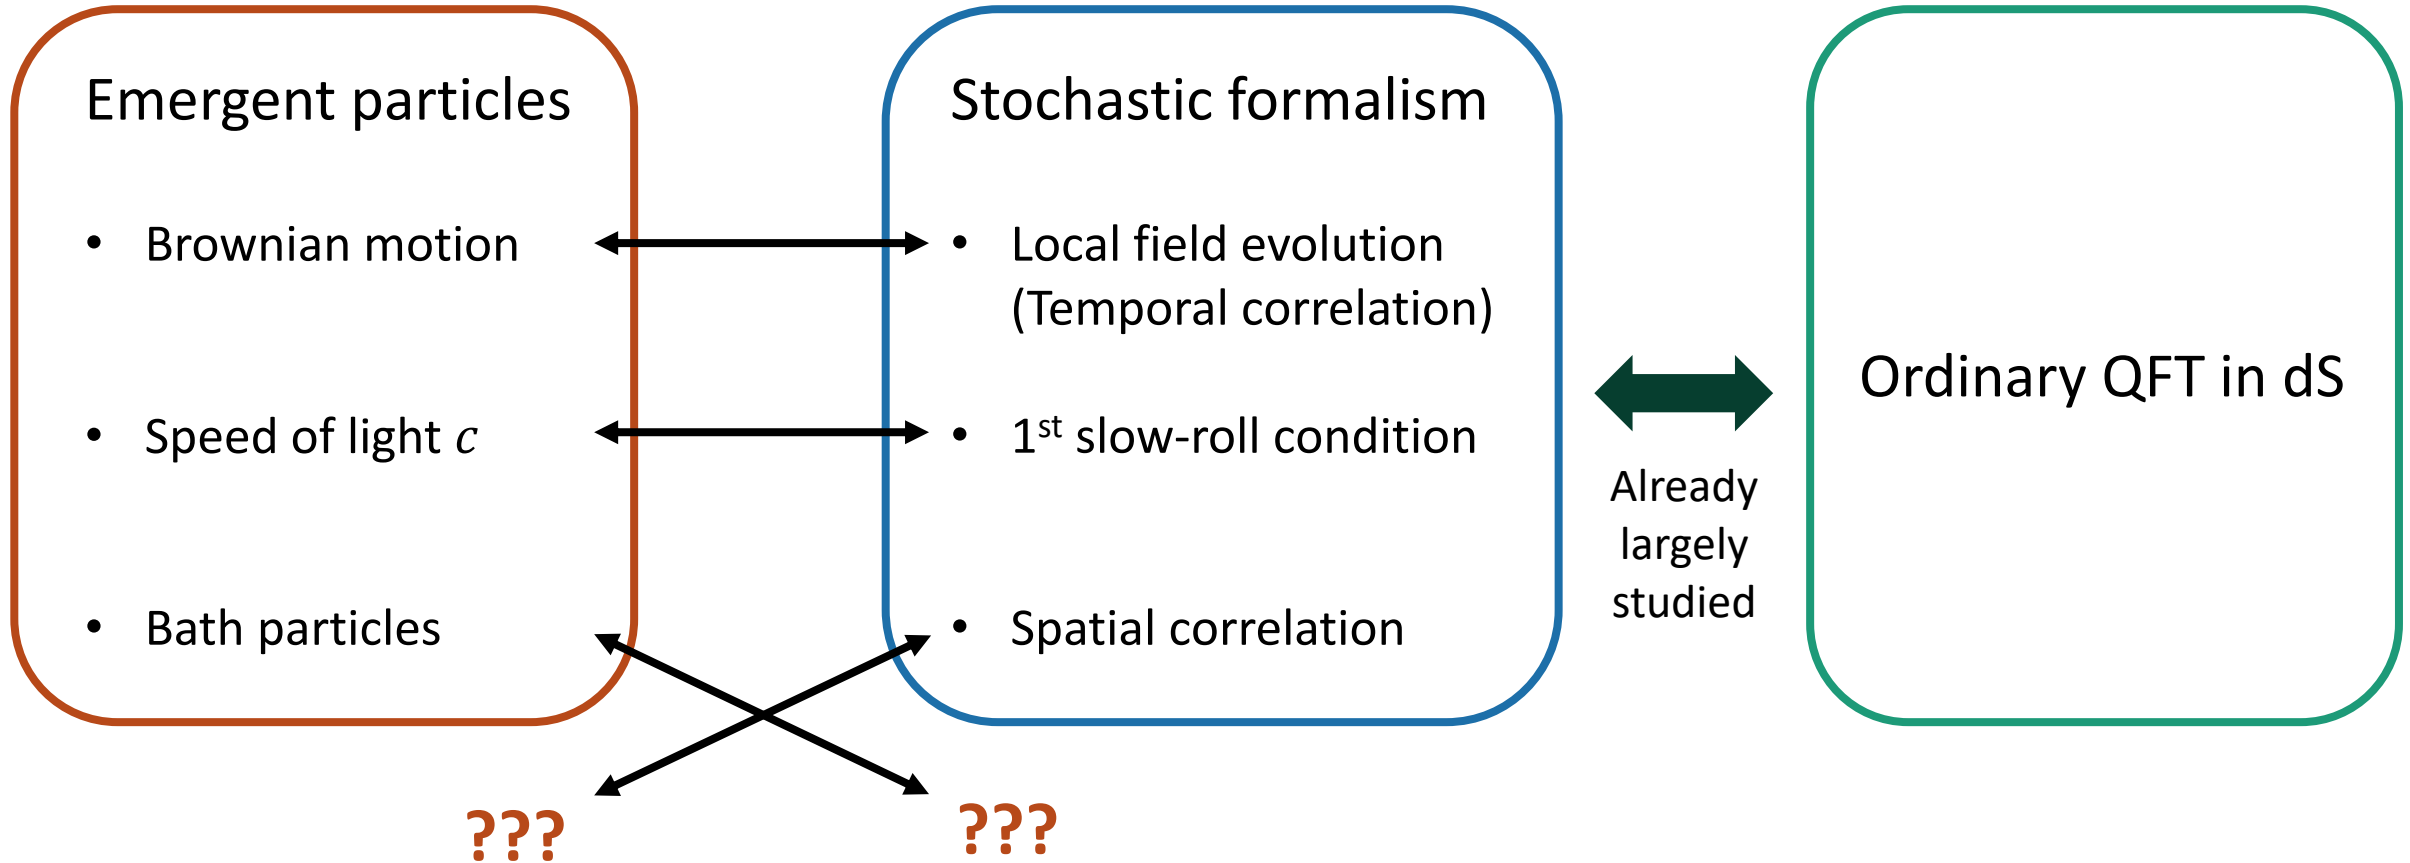 Emergent particles
• Brownian motion
• Speed of light c
• Bath particles
???
Stochastic formalism
• Local field evolution
(Temporal correlation)
• 1st slow-roll condition
• Spatial correlation
???
Already
largely
studied
Ordinary QFT in dS